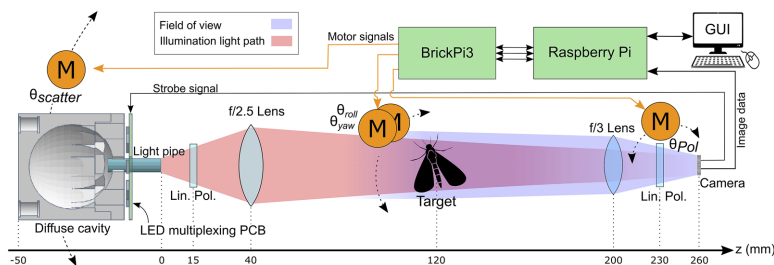 Field of view
Illumination light path
Motor signals
BrickPi3
Raspberry Pi
GUI
M
θscatter
Strobe signal
f/2.5 Lens
θroll
θyaw
M
M
f/3 Lens
M
θPol
Image data
Light pipe
Lin. Pol.
Target
Lin. Pol.
Camera
Diffuse cavity
LED multiplexing PCB
-50
0
15
40
120
200
230
260
z (mm)